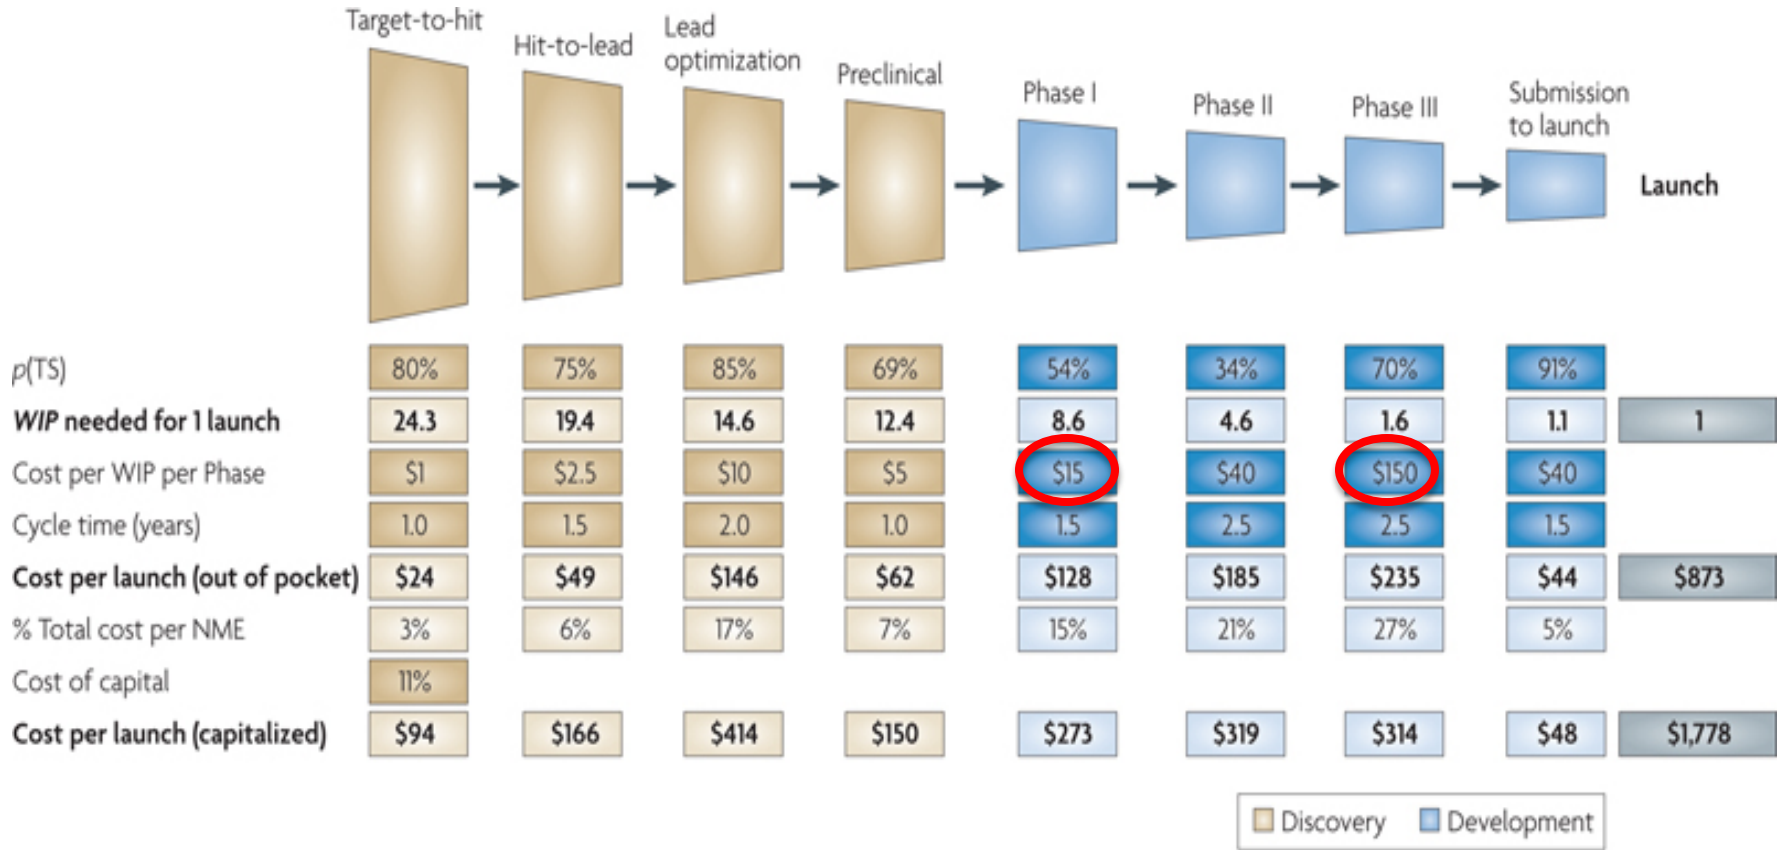 Target-to-hit
Hit-to-lead
Lead
optimization
Preclinical
Phase I
Phase II
Phase III
Submission
to launch
Launch
p(TS) 80% 75% 85% 69% 54% 34% 70% 91%
WIP needed for 1 launch 24.3 19.4 14.6 12.4 8.6 4.6 1.6 1.1 1
Cost per WIP per Phase $1 $2.5 $10 $5 $15 $40 $150 $40
Cycle time (years) 1.0 1.5 2.0 1.0 1.5 2.5 2.5 1.5
Cost per launch (out of pocket) $24 $49 $146 $62 $128 $185 $235 $44 $873
% Total cost per NME 3% 6% 17% 7% 15% 21% 27% 5%
Cost of capital 11%
Cost per launch (capitalized) $94 $166 $414 $150 $273 $319 $314 $48 $1,778
Discovery Development